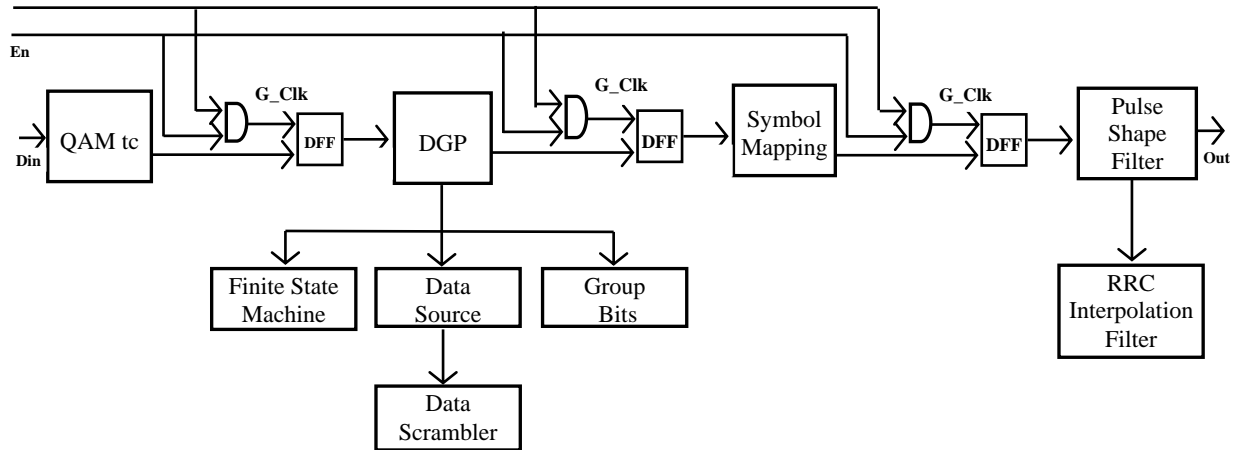 En
Din
QAM tc
G_Clk
DFF
DGP
G_Clk
DFF
Symbol
Mapping
G_Clk
DFF
Pulse
Shape
Filter
Out
Finite State
Machine
Data
Source
Group
Bits
RRC
Interpolation
Filter
Data
Scrambler